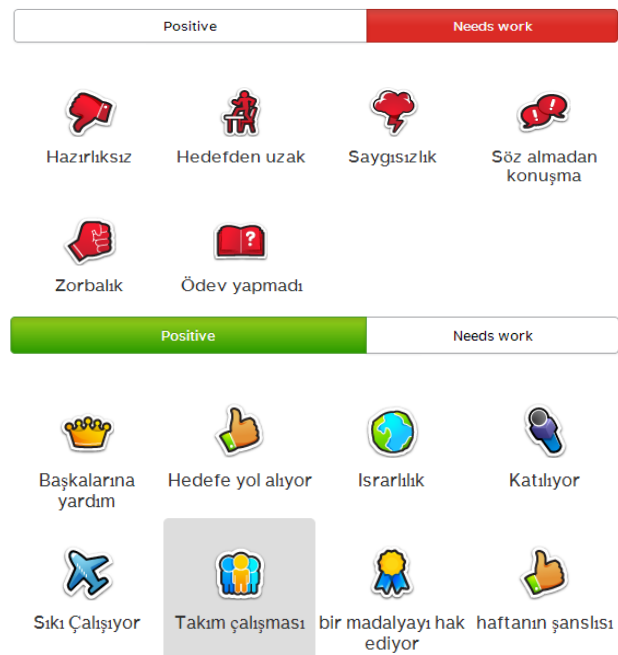 Positive Needs work
Hazırlıksız Hedefden uzak Saygısızlık Söz almadan
konuşma
Zorbalık Ödev yapmadı
Positive Needs work
Başkalarına Hedefe yol alıyor Israrlılık Katılıyor
yardım
Sıkı Çalışıyor Takım çalışması bir madalyayı hak haftanın şanslısı
ediyor